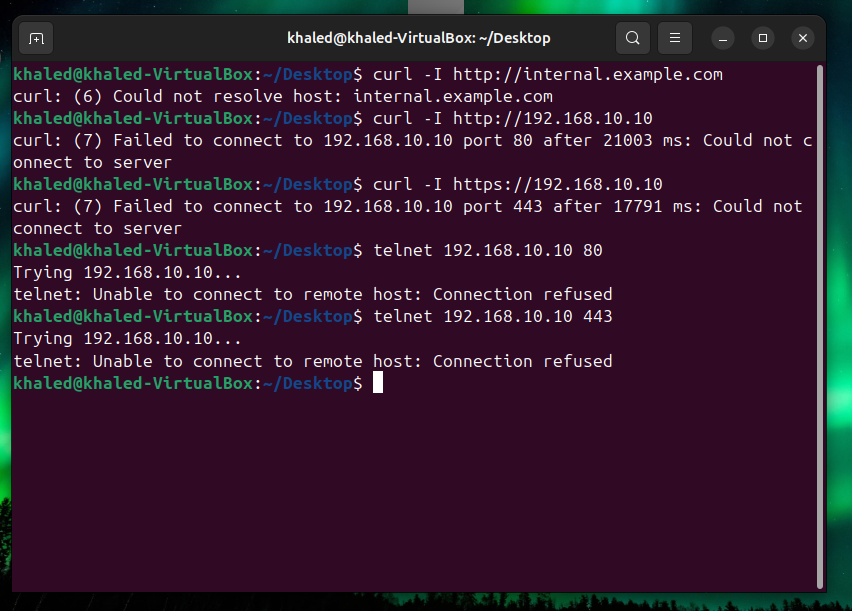 khaled@khaled-VirtualBox: ~/Desktop
khaled@khaled-VirtualBox:~/Desktop$ curl -I http://internal.example.com
curl: (6) Could not resolve host: internal.example.com
khaled@khaled-VirtualBox:~/Desktop$ curl -I http://192.168.10.10
curl: (7) Failed to connect to 192.168.10.10 port 80 after 21003 ms: Could not c
onnect to server
khaled@khaled-VirtualBox:~/Desktop$ curl -I https://192.168.10.10
curl: (7) Failed to connect to 192.168.10.10 port 443 after 17791 ms: Could not
connect to server
khaled@khaled-VirtualBox:~/Desktop$ telnet 192.168.10.10 80
Trying 192.168.10.10...
telnet: Unable to connect to remote host: Connection refused
khaled@khaled-VirtualBox:~/Desktop$ telnet 192.168.10.10 443
Trying 192.168.10.10...
telnet: Unable to connect to remote host: Connection refused
khaled@khaled-VirtualBox:~/Desktop$